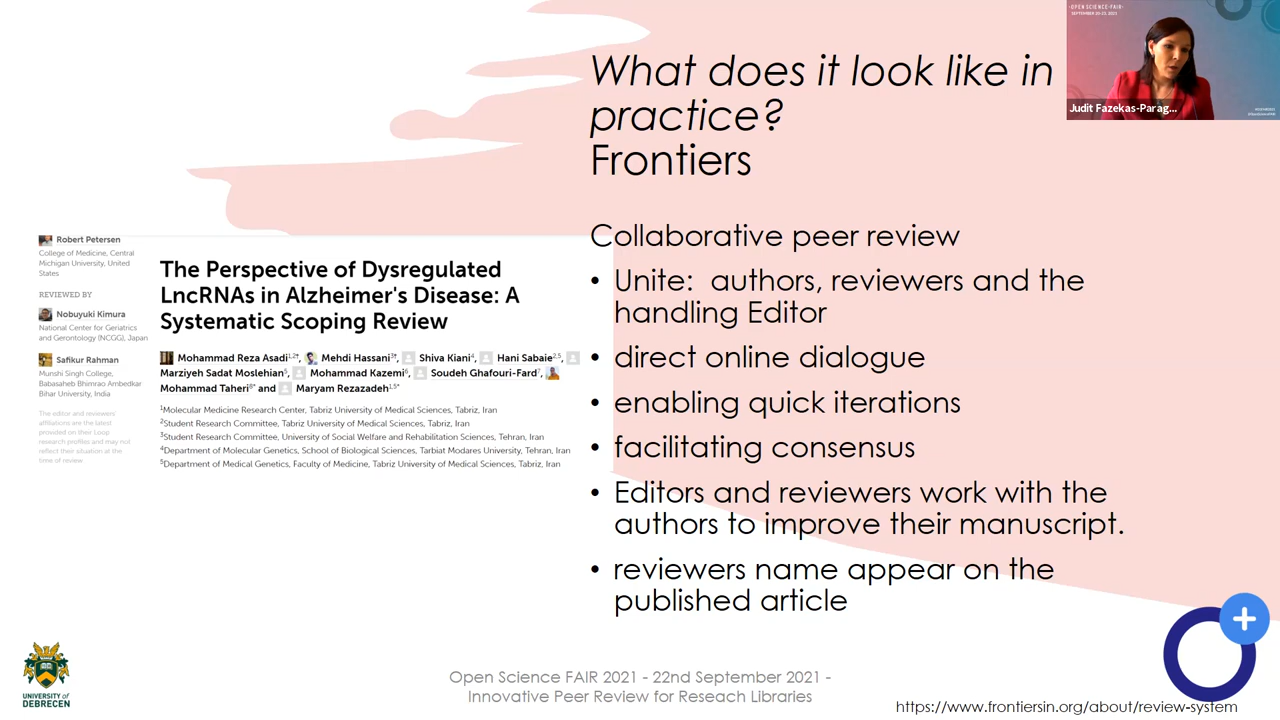 What does it look like in
practice?
Frontiers
·OPEN SCIENCE·FAIR·
SEPTEMBER 20-23, 2021
Judit Fazekas-Parag...
Robert Petersen
College of Medicine, Central
Michigan University, United
States
REVIEWED BY
Nobuyuki Kimura
National Center for Geriatrics
and Gerontology (NCGG), Japan
Safikur Rahman
Munshi Singh College,
Babasaheb Bhimrao Ambedkar
Bihar University, India
The editor and reviewers'
affiliations are the latest
provided on their Loop
research profiles and may not
reflect their situation at the
time of review.
The Perspective of Dysregulated
LncRNAs in Alzheimer's Disease: A
Systematic Scoping Review
Mohammad Reza Asadi1,2†, Mehdi Hassani3†, Shiva Kiani4, Hani Sabaie2,5,
Marziyeh Sadat Moslehian5, Mohammad Kazemi6, Soudeh Ghafouri-Fard7,
Mohammad Taheri8* and Maryam Rezazadeh1,5*
1Molecular Medicine Research Center, Tabriz University of Medical Sciences, Tabriz, Iran
2Student Research Committee, Tabriz University of Medical Sciences, Tabriz, Iran
3Student Research Committee, University of Social Welfare and Rehabilitation Sciences, Tehran, Iran
4Department of Molecular Genetics, School of Biological Sciences, Tarbiat Modares University, Tehran, Iran
5Department of Medical Genetics, Faculty of Medicine, Tabriz University of Medical Sciences, Tabriz, Iran
Collaborative peer review
• Unite: authors, reviewers and the
handling Editor
• direct online dialogue
• enabling quick iterations
• facilitating consensus
• Editors and reviewers work with the
authors to improve their manuscript.
• reviewers name appear on the
published article
UNIVERSITY of
DEBRECEN
Open Science FAIR 2021 - 22nd September 2021 -
Innovative Peer Review for Reseach Libraries
https://www.frontiersin.org/about/review-system